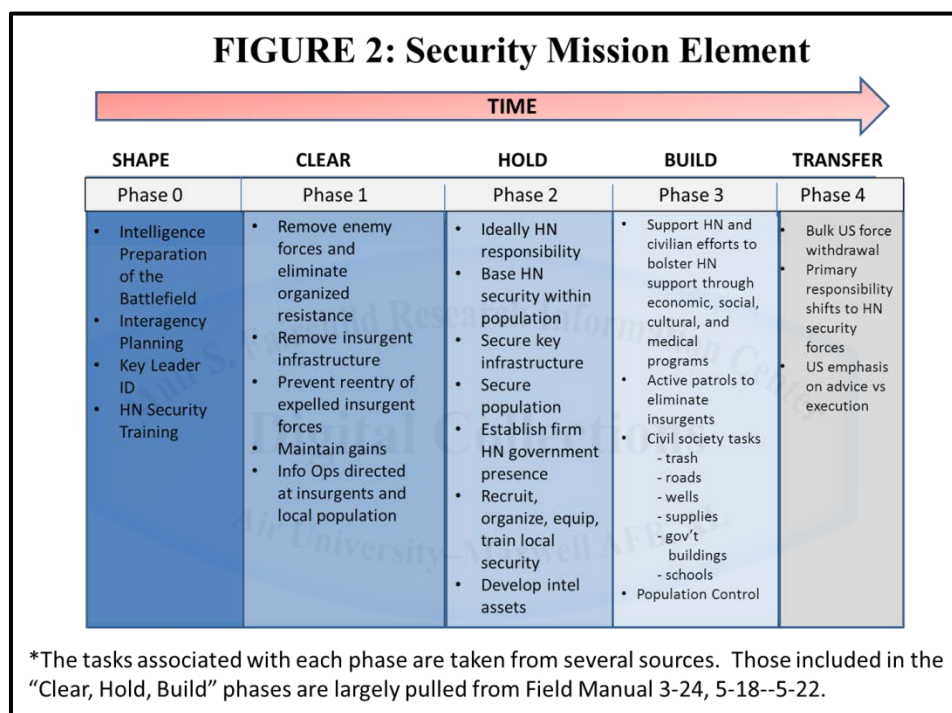 FIGURE 2: Security Mission Element
TIME
SHAPE CLEAR HOLD BUILD TRANSFER
Phase 0 Phase 1 Phase 2 Phase 3 Phase 4
• Intelligence
Preparation
of the
Battlefield
• Interagency
Planning
• Key Leader
ID
• HN Security
Training
• Remove enemy
forces and
eliminate
organized
resistance
• Remove insurgent
infrastructure
• Prevent reentry of
expelled insurgent
forces
• Maintain gains
• Info Ops directed
at insurgents and
local population
• Ideally HN
responsibility
• Base HN
security within
population
• Secure key
infrastructure
• Secure
population
• Establish firm
HN government
presence
• Recruit,
organize, equip,
train local
security
• Develop intel
assets
• Support HN and
civilian efforts to
bolster HN
support through
economic, social,
cultural, and
medical
programs
• Active patrols to
eliminate
insurgents
• Civil society tasks
- trash
- roads
- wells
- supplies
- gov't
buildings
- schools
• Population Control
• Bulk US force
withdrawal
• Primary
responsibility
shifts to HN
security
forces
• US emphasis
on advice vs
execution
*The tasks associated with each phase are taken from several sources. Those included in the
“Clear, Hold, Build” phases are largely pulled from Field Manual 3-24, 5-18--5-22.
Muir S. Fairchild Research Information Center
Digital Collections